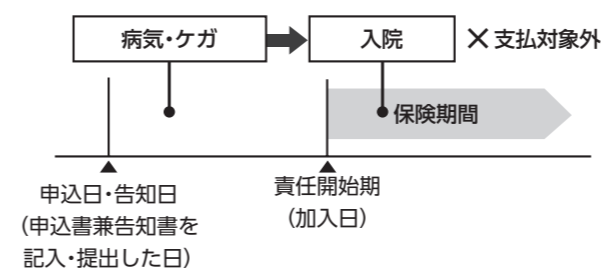 病気・ケガ
入院
×支払対象外
保険期間
申込日・告知日
(申込書兼告知書を
記入・提出した日)
責任開始期
(加入日)